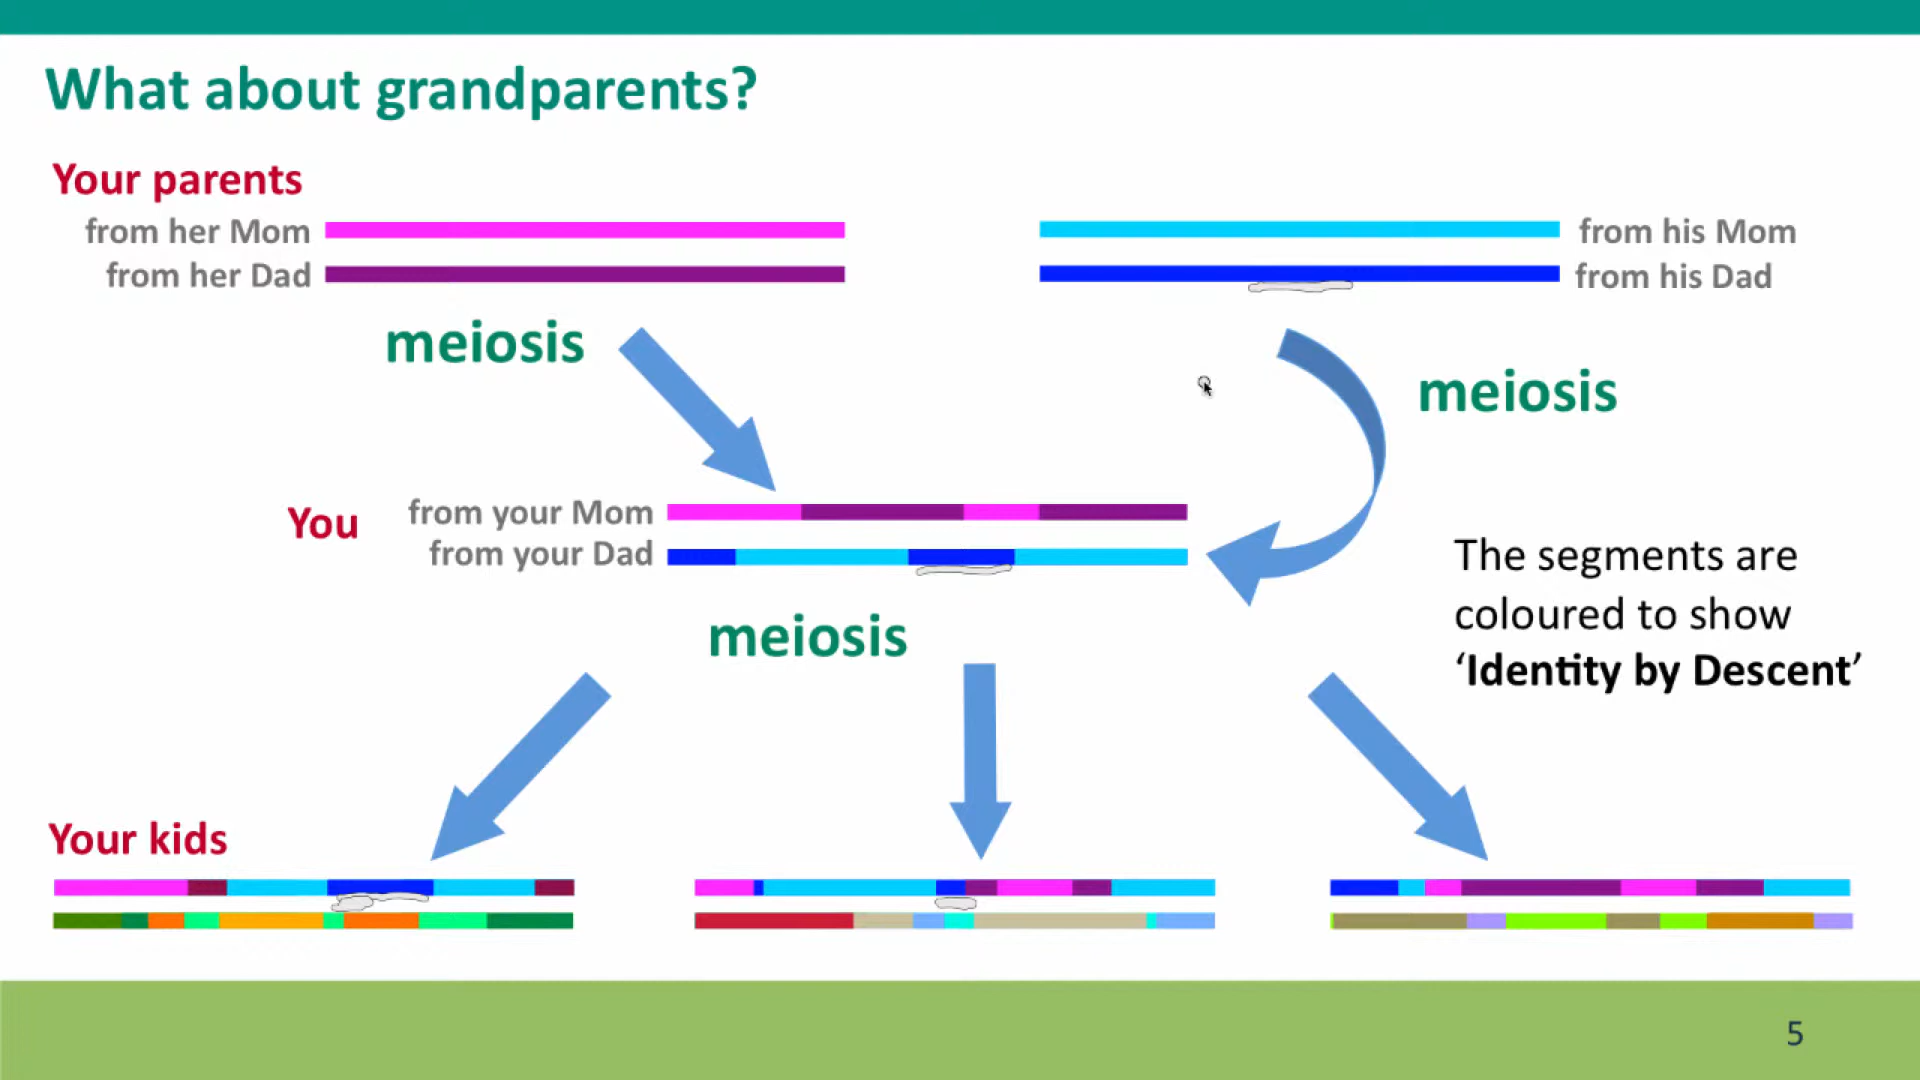 What about grandparents?
Your parents
from her Mom
from his Mom
from her Dad
from his Dad
meiosis
meiosis
You
from your Mom
from your Dad
The segments are
coloured to show
‘Identity by Descent’
meiosis
Your kids
5